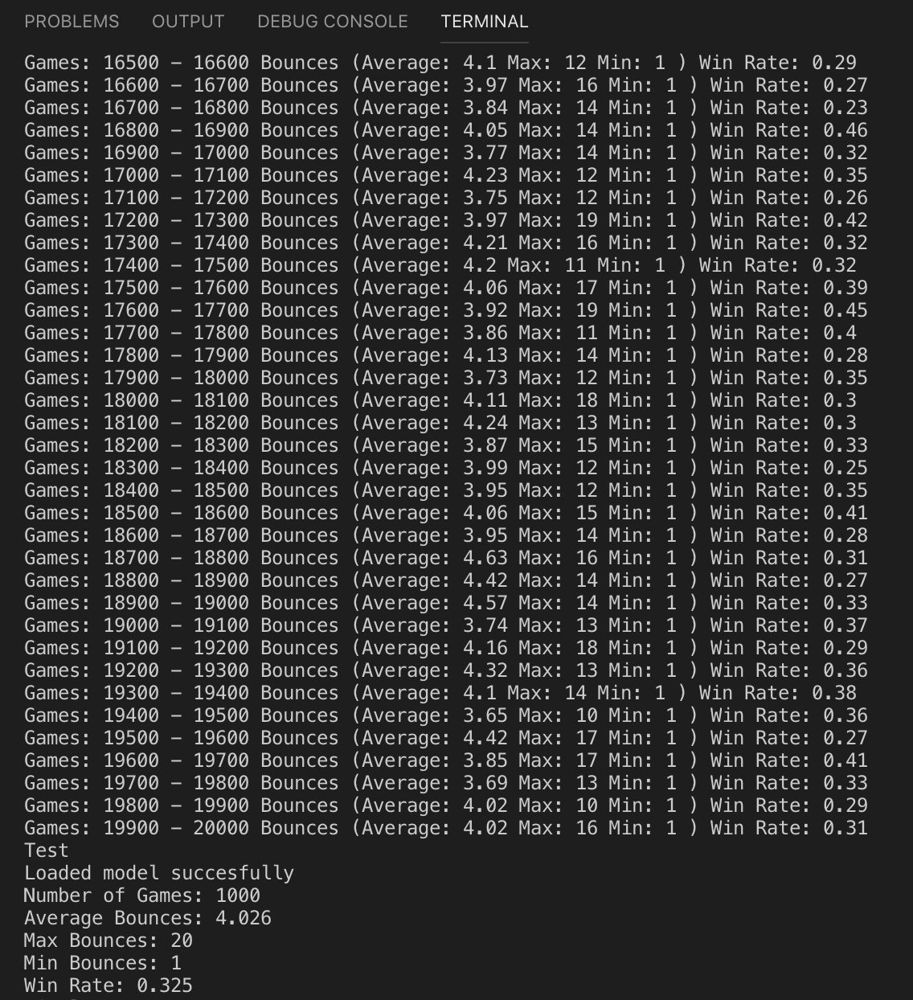 PROBLEMS OUTPUT DEBUG CONSOLE TERMINAL
Games: 16500 - 16600 Bounces (Average: 4.1 Max: 12 Min: 1 ) Win Rate: 0.29
Games: 16600 - 16700 Bounces (Average: 3.97 Max: 16 Min: 1 ) Win Rate: 0.27
Games: 16700 - 16800 Bounces (Average: 3.84 Max: 14 Min: 1 ) Win Rate: 0.23
Games: 16800 - 16900 Bounces (Average: 4.05 Max: 14 Min: 1 ) Win Rate: 0.46
Games: 16900 - 17000 Bounces (Average: 3.77 Max: 14 Min: 1 ) Win Rate: 0.32
Games: 17000 - 17100 Bounces (Average: 4.23 Max: 12 Min: 1 ) Win Rate: 0.35
Games: 17100 - 17200 Bounces (Average: 3.75 Max: 12 Min: 1 ) Win Rate: 0.26
Games: 17200 - 17300 Bounces (Average: 3.97 Max: 19 Min: 1 ) Win Rate: 0.42
Games: 17300 - 17400 Bounces (Average: 4.21 Max: 16 Min: 1 ) Win Rate: 0.32
Games: 17400 - 17500 Bounces (Average: 4.2 Max: 11 Min: 1 ) Win Rate: 0.32
Games: 17500 - 17600 Bounces (Average: 4.06 Max: 17 Min: 1 ) Win Rate: 0.39
Games: 17600 - 17700 Bounces (Average: 3.92 Max: 19 Min: 1 ) Win Rate: 0.45
Games: 17700 - 17800 Bounces (Average: 3.86 Max: 11 Min: 1 ) Win Rate: 0.4
Games: 17800 - 17900 Bounces (Average: 4.13 Max: 14 Min: 1 ) Win Rate: 0.28
Games: 17900 - 18000 Bounces (Average: 3.73 Max: 12 Min: 1 ) Win Rate: 0.35
Games: 18000 - 18100 Bounces (Average: 4.11 Max: 18 Min: 1 ) Win Rate: 0.3
Games: 18100 - 18200 Bounces (Average: 4.24 Max: 13 Min: 1 ) Win Rate: 0.3
Games: 18200 - 18300 Bounces (Average: 3.87 Max: 15 Min: 1 ) Win Rate: 0.33
Games: 18300 - 18400 Bounces (Average: 3.99 Max: 12 Min: 1 ) Win Rate: 0.25
Games: 18400 - 18500 Bounces (Average: 3.95 Max: 12 Min: 1 ) Win Rate: 0.35
Games: 18500 - 18600 Bounces (Average: 4.06 Max: 15 Min: 1 ) Win Rate: 0.41
Games: 18600 - 18700 Bounces (Average: 3.95 Max: 14 Min: 1 ) Win Rate: 0.28
Games: 18700 - 18800 Bounces (Average: 4.63 Max: 16 Min: 1 ) Win Rate: 0.31
Games: 18800 - 18900 Bounces (Average: 4.42 Max: 14 Min: 1 ) Win Rate: 0.27
Games: 18900 - 19000 Bounces (Average: 4.57 Max: 14 Min: 1 ) Win Rate: 0.33
Games: 19000 - 19100 Bounces (Average: 3.74 Max: 13 Min: 1 ) Win Rate: 0.37
Games: 19100 - 19200 Bounces (Average: 4.16 Max: 18 Min: 1 ) Win Rate: 0.29
Games: 19200 - 19300 Bounces (Average: 4.32 Max: 13 Min: 1 ) Win Rate: 0.36
Games: 19300 - 19400 Bounces (Average: 4.1 Max: 14 Min: 1 ) Win Rate: 0.38
Games: 19400 - 19500 Bounces (Average: 3.65 Max: 10 Min: 1 ) Win Rate: 0.36
Games: 19500 - 19600 Bounces (Average: 4.42 Max: 17 Min: 1 ) Win Rate: 0.27
Games: 19600 - 19700 Bounces (Average: 3.85 Max: 17 Min: 1 ) Win Rate: 0.41
Games: 19700 - 19800 Bounces (Average: 3.69 Max: 13 Min: 1 ) Win Rate: 0.33
Games: 19800 - 19900 Bounces (Average: 4.02 Max: 10 Min: 1 ) Win Rate: 0.29
Games: 19900 - 20000 Bounces (Average: 4.02 Max: 16 Min: 1 ) Win Rate: 0.31
Test
Loaded model succesfully
Number of Games: 1000
Average Bounces: 4.026
Max Bounces: 20
Min Bounces: 1
Win Rate: 0.325